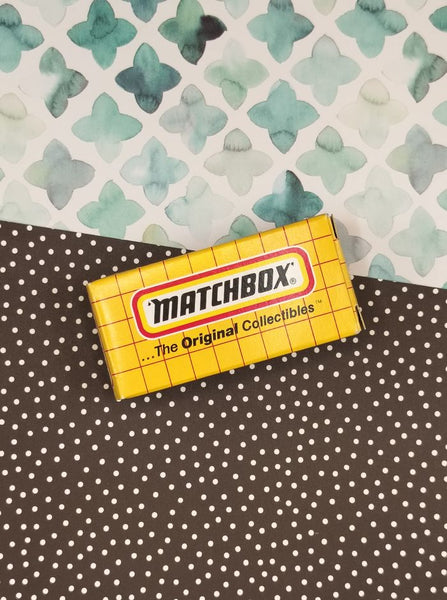 "MATCHBOX"®
...The Original Collectibles™